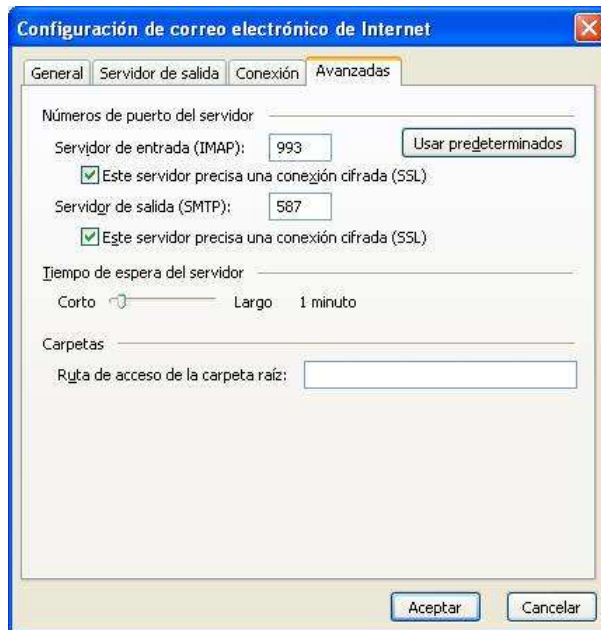 Configuración de correo electrónico de Internet
General Servidor de salida Conexión Avanzadas
Números de puerto del servidor
Servidor de entrada (IMAP): 993 Usar predeterminados
Este servidor precisa una conexión cifrada (SSL)
Servidor de salida (SMTP): 587
Este servidor precisa una conexión cifrada (SSL)
Tiempo de espera del servidor
Corto Largo 1 minuto
Carpetas
Ruta de acceso de la carpeta raíz:
Aceptar Cancelar